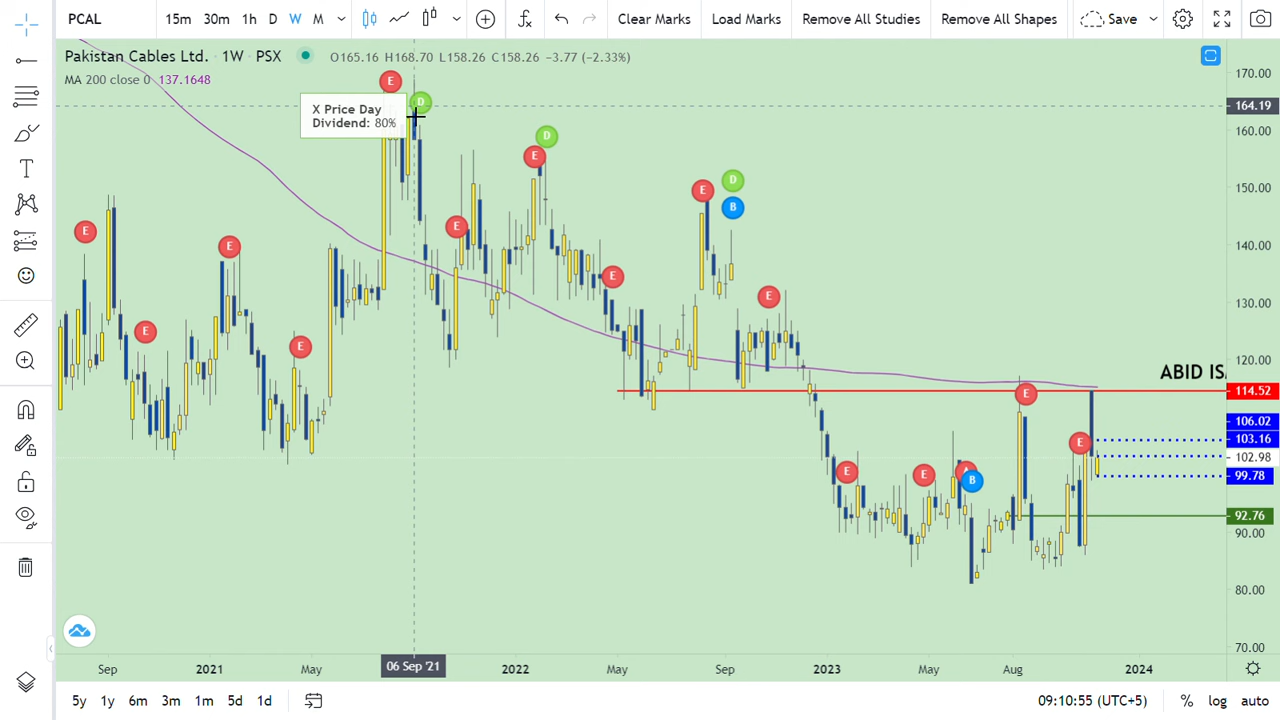 PCAL 15m 30m 1h D W M Clear Marks Load Marks Remove All Studies Remove All Shapes Save
Pakistan Cables Ltd. · 1W · PSX O165.16 H168.70 L158.26 C158.26 −3.77 (−2.33%)
MA 200 close 0 137.1648
X Price Day
Dividend: 80%
E
D
E
D
E
D
B
E
E
E
E
E
E
E
ABID IS
E
E
E
E
A
B
170.00
164.19
160.00
150.00
140.00
130.00
120.00
114.52
106.02
103.16
102.98
99.78
92.76
90.00
80.00
70.00
Sep 2021 May 06 Sep '21 2022 May Sep 2023 May Aug 2024
5y 1y 6m 3m 1m 5d 1d 09:10:55 (UTC+5) % log auto